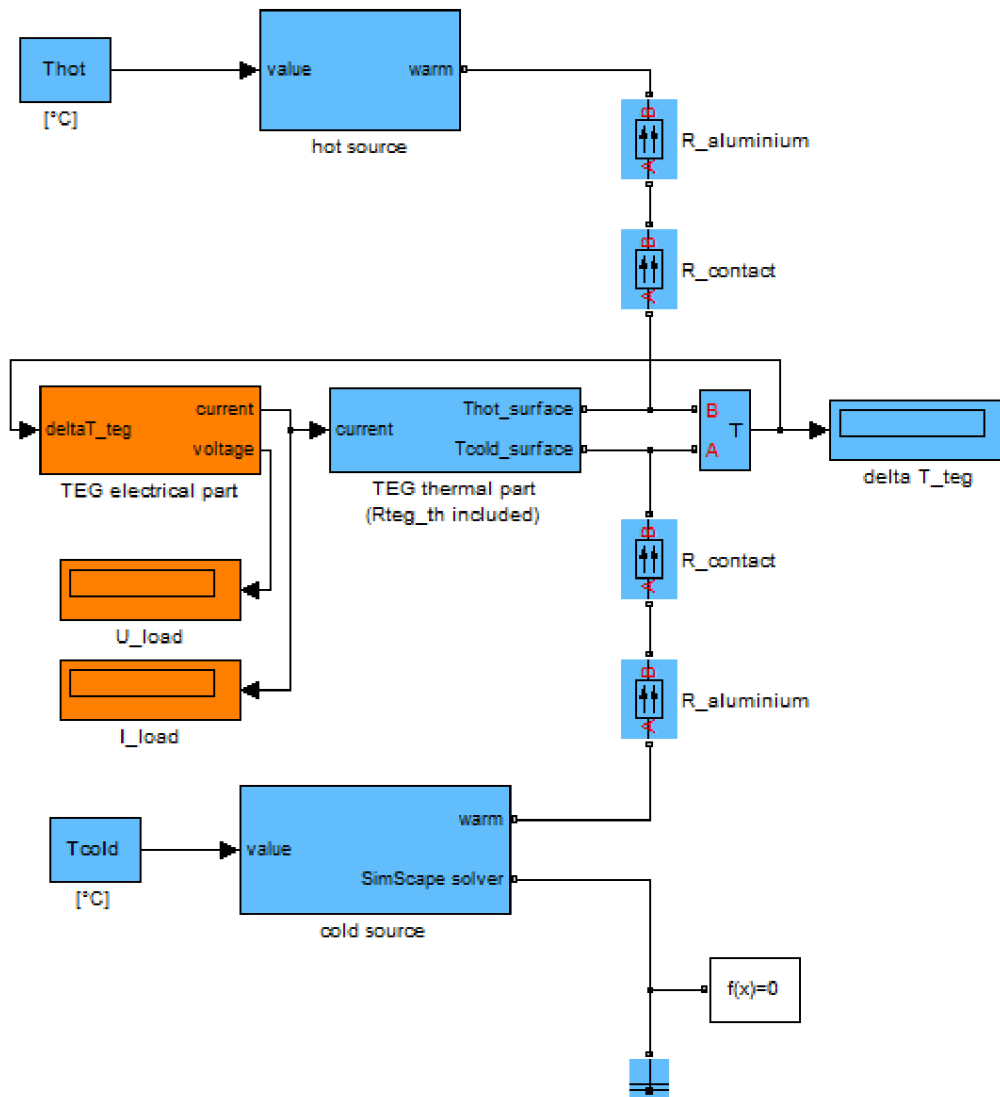 Thot
[°C]
value
warm
hot source
B
A
R_aluminium
B
A
R_contact
deltaT_teg
current
voltage
TEG electrical part
current
Thot_surface
Tcold_surface
TEG thermal part
(Rteg_th included)
B
A
T
delta T_teg
U_load
I_load
B
A
R_contact
B
A
R_aluminium
Tcold
[°C]
value
warm
SimScape solver
cold source
f(x)=0